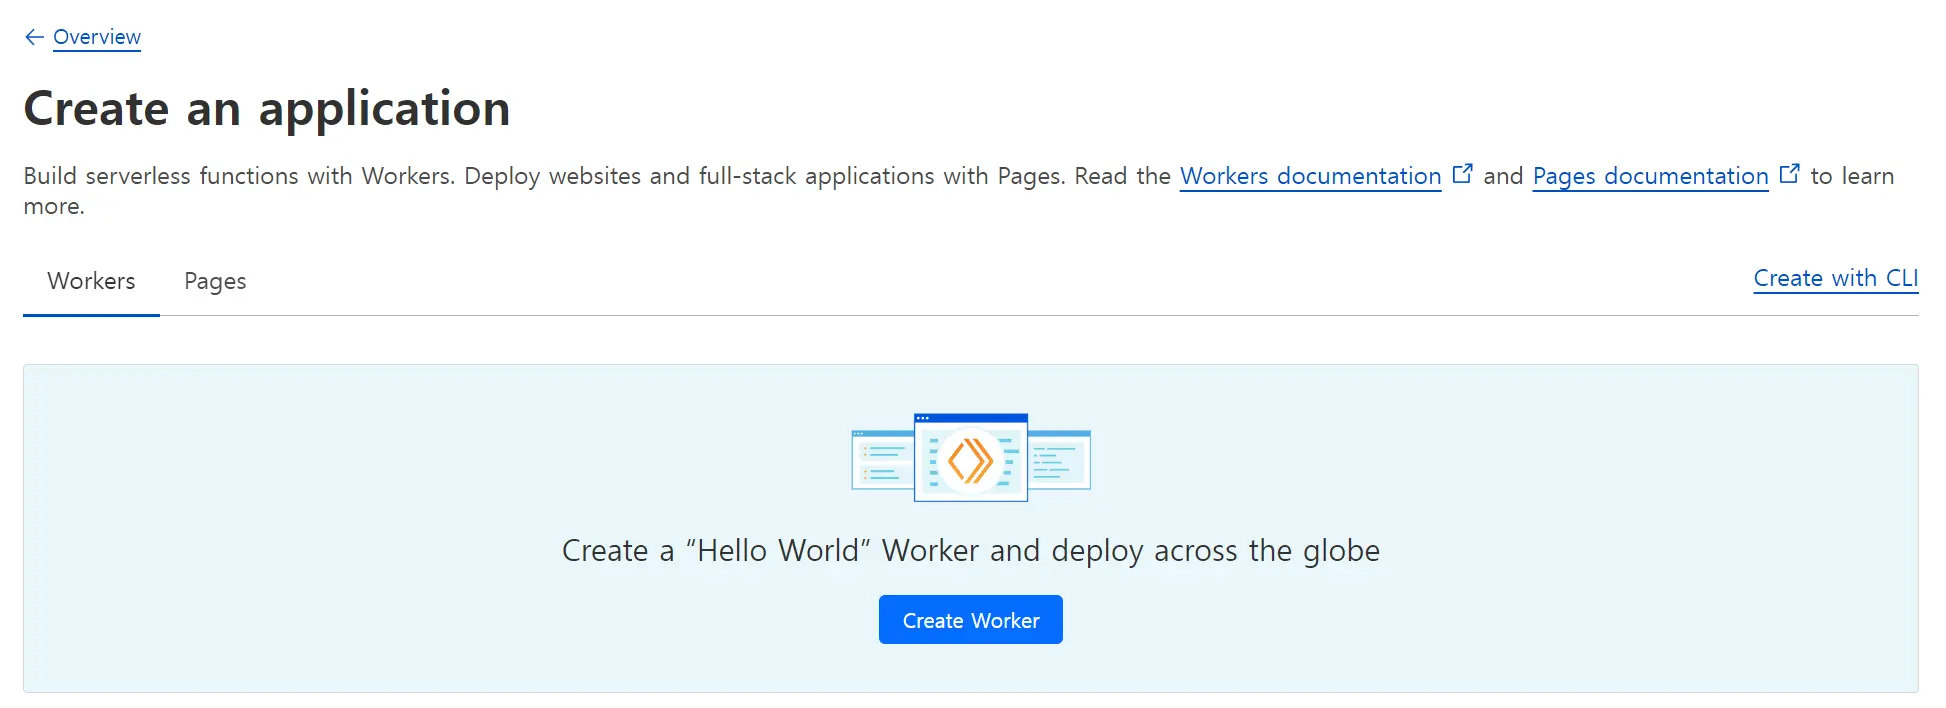 Overview
Create an application
Build serverless functions with Workers. Deploy websites and full-stack applications with Pages. Read the Workers documentation and Pages documentation to learn
more.
Workers Pages Create with CLI
Create a “Hello World” Worker and deploy across the globe
Create Worker